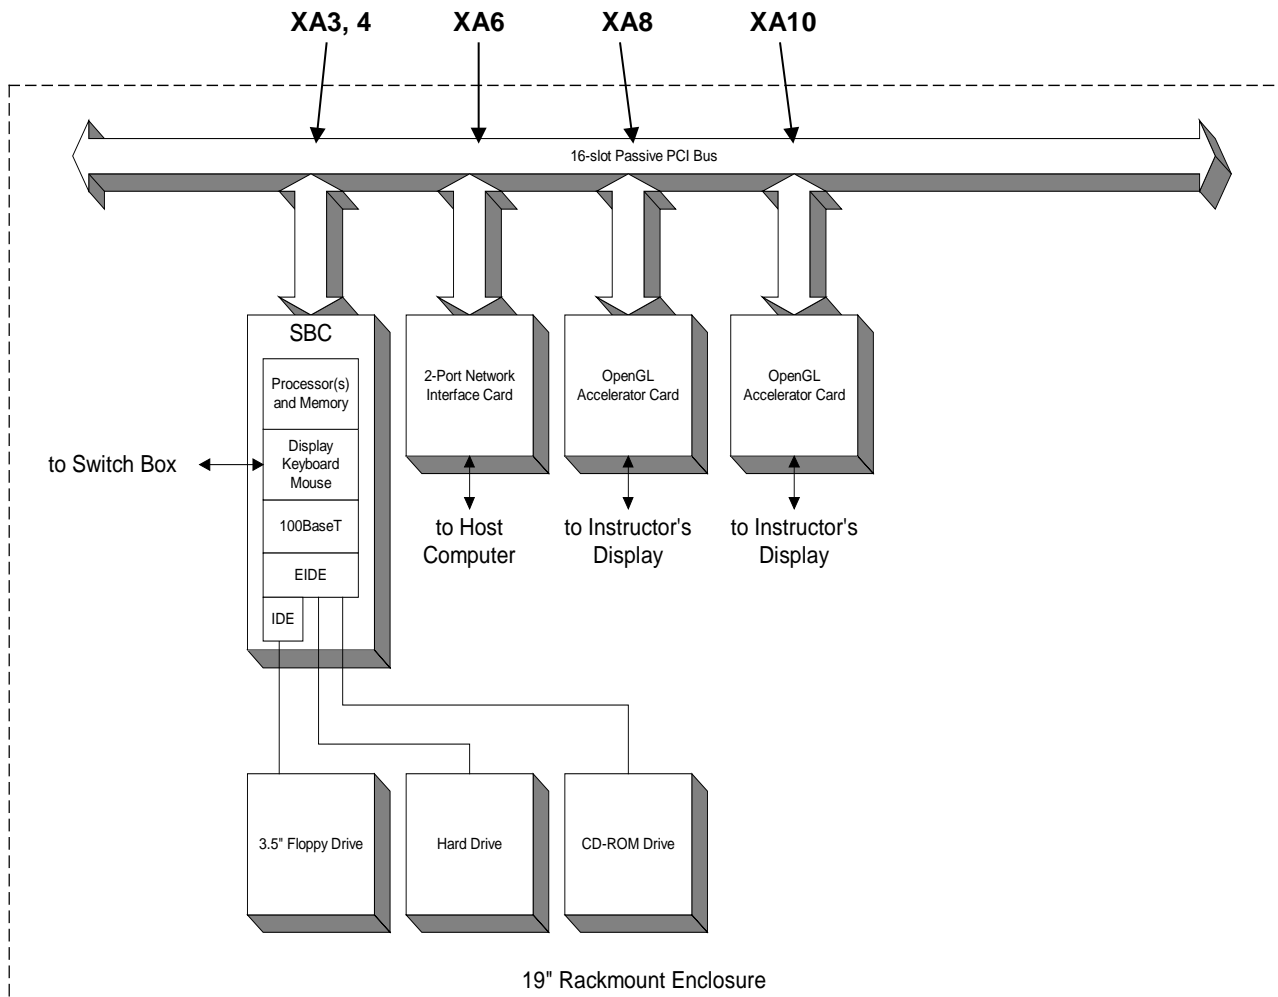 XA3, 4
XA6
XA8
XA10
16-slot Passive PCI Bus
SBC
Processor(s)
and Memory
Display
Keyboard
Mouse
100BaseT
EIDE
IDE
to Switch Box
2-Port Network
Interface Card
to Host
Computer
OpenGL
Accelerator Card
to Instructor's
Display
OpenGL
Accelerator Card
to Instructor's
Display
3.5" Floppy Drive
Hard Drive
CD-ROM Drive
19" Rackmount Enclosure